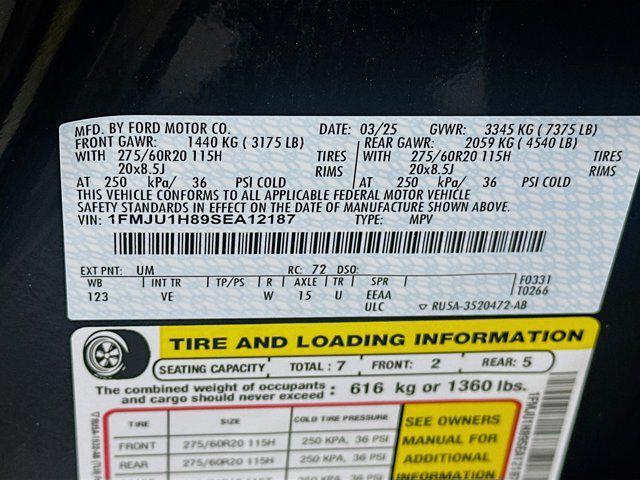 MFD. BY FORD MOTOR CO. DATE: 03/25 GVWR: 3345 KG ( 7375 LB)
FRONT GAWR: 1440 KG ( 3175 LB) REAR GAWR: 2059 KG ( 4540 LB)
WITH 275/60R20 115H TIRES WITH 275/60R20 115H TIRES
20x8.5J RIMS 20x8.5J RIMS
AT 250 kPa/ 36 PSI COLD AT 250 kPa/ 36 PSI COLD
THIS VEHICLE CONFORMS TO ALL APPLICABLE FEDERAL MOTOR VEHICLE
SAFETY STANDARDS IN EFFECT ON THE DATE OF MANUFACTURE SHOWN ABOVE.
VIN: 1FMJU1H89SEA12187 TYPE: MPV
EXT PNT: UM RC: 72 DSO:
WB INT TR TP/PS R AXLE TR SPR F0331
123 VE W 15 U EEAA T0266
ULC ▽ RU5A-3520472-AB
TIRE AND LOADING INFORMATION
SEATING CAPACITY TOTAL : 7 FRONT: 2 REAR: 5
The combined weight of occupants
and cargo should never exceed : 616 kg or 1360 lbs.
TIRE SIZE COLD TIRE PRESSURE
FRONT 275/60R20 115H 250 KPA, 36 PSI
REAR 275/60R20 115H 250 KPA, 36 PSI
SEE OWNERS
MANUAL FOR
ADDITIONAL
INFORMATION